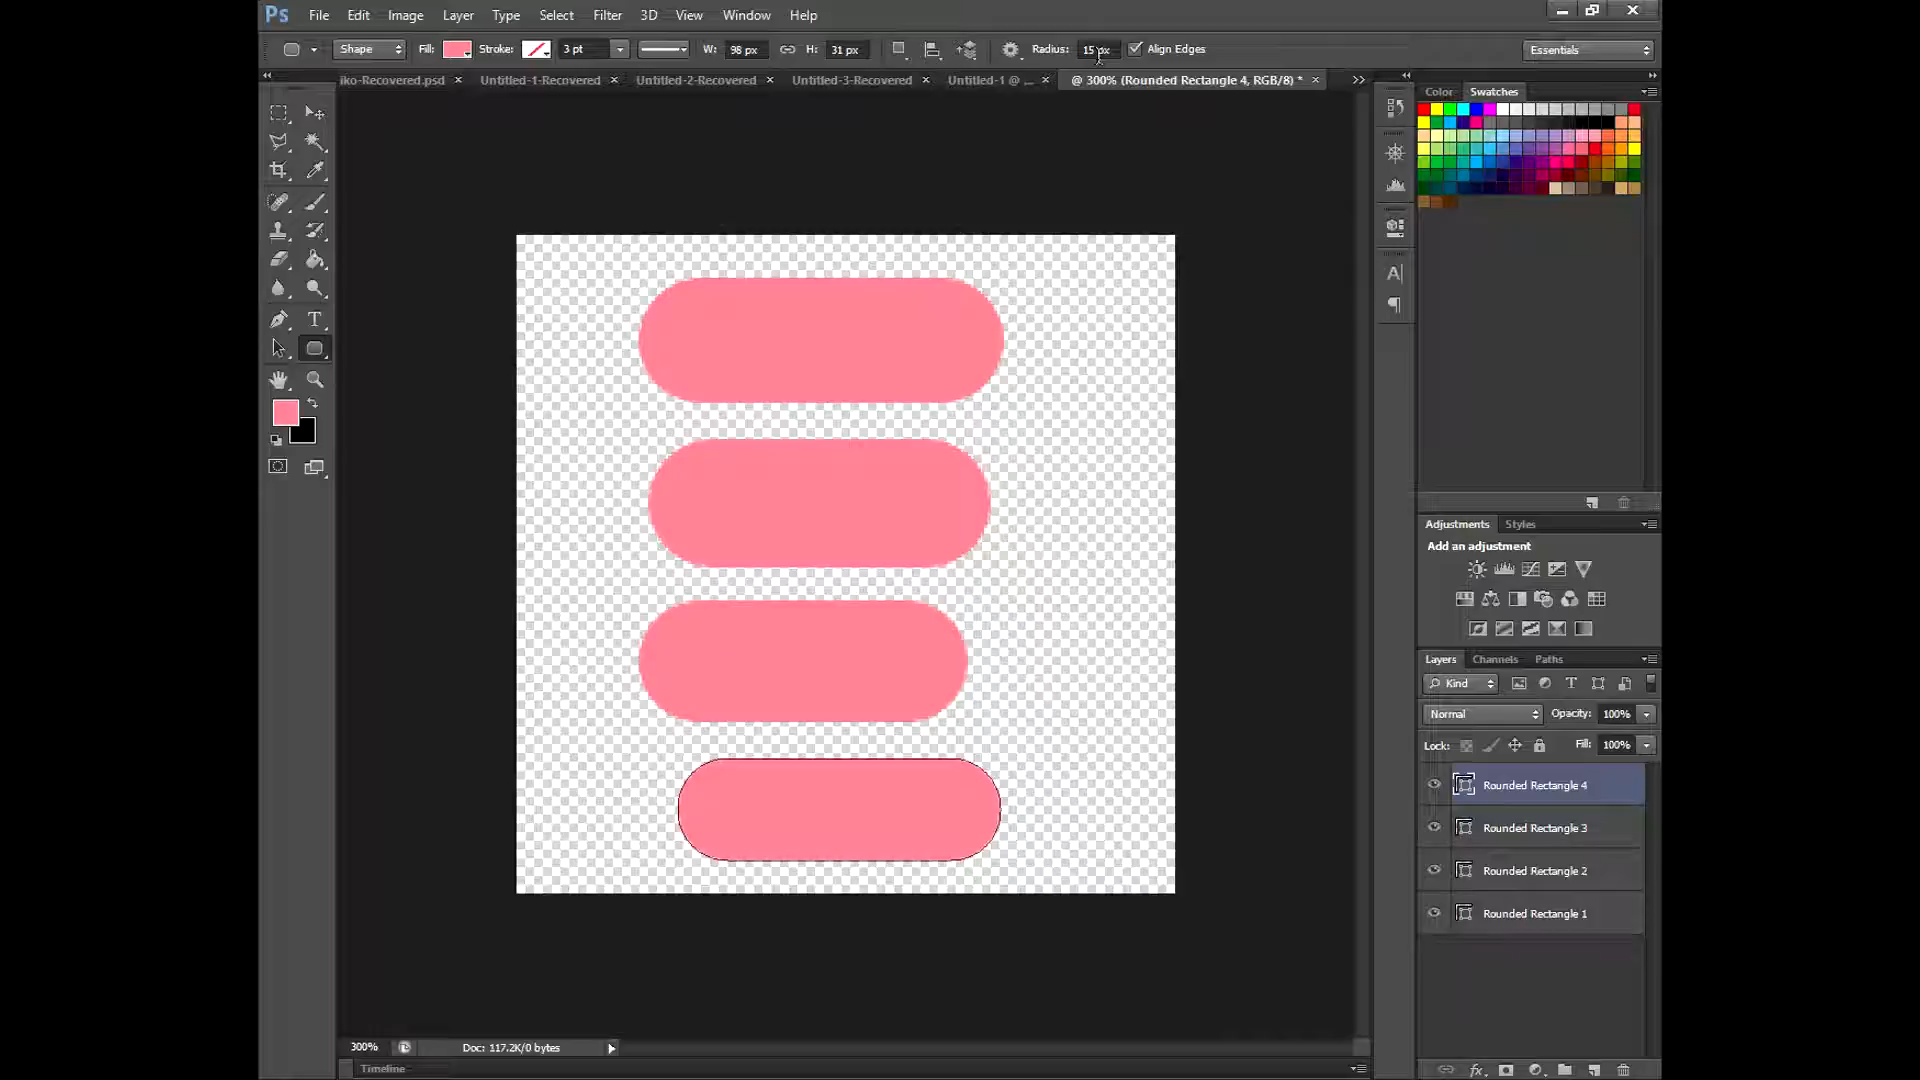 Ps File Edit Image Layer Type Select Filter 3D View Window Help
Shape Fill: Stroke: 3 pt W: 98 px H: 31 px Radius: 15 px Align Edges Essentials
iko-Recovered.psd × Untitled-1-Recovered × Untitled-2-Recovered × Untitled-3-Recovered × Untitled-1 @ ... × @ 300% (Rounded Rectangle 4, RGB/8) * ×
Color Swatches
Adjustments Styles
Add an adjustment
Layers Channels Paths
Kind
Normal Opacity: 100%
Lock: Fill: 100%
Rounded Rectangle 4
Rounded Rectangle 3
Rounded Rectangle 2
Rounded Rectangle 1
300% Doc: 117.2K/0 bytes
Timeline